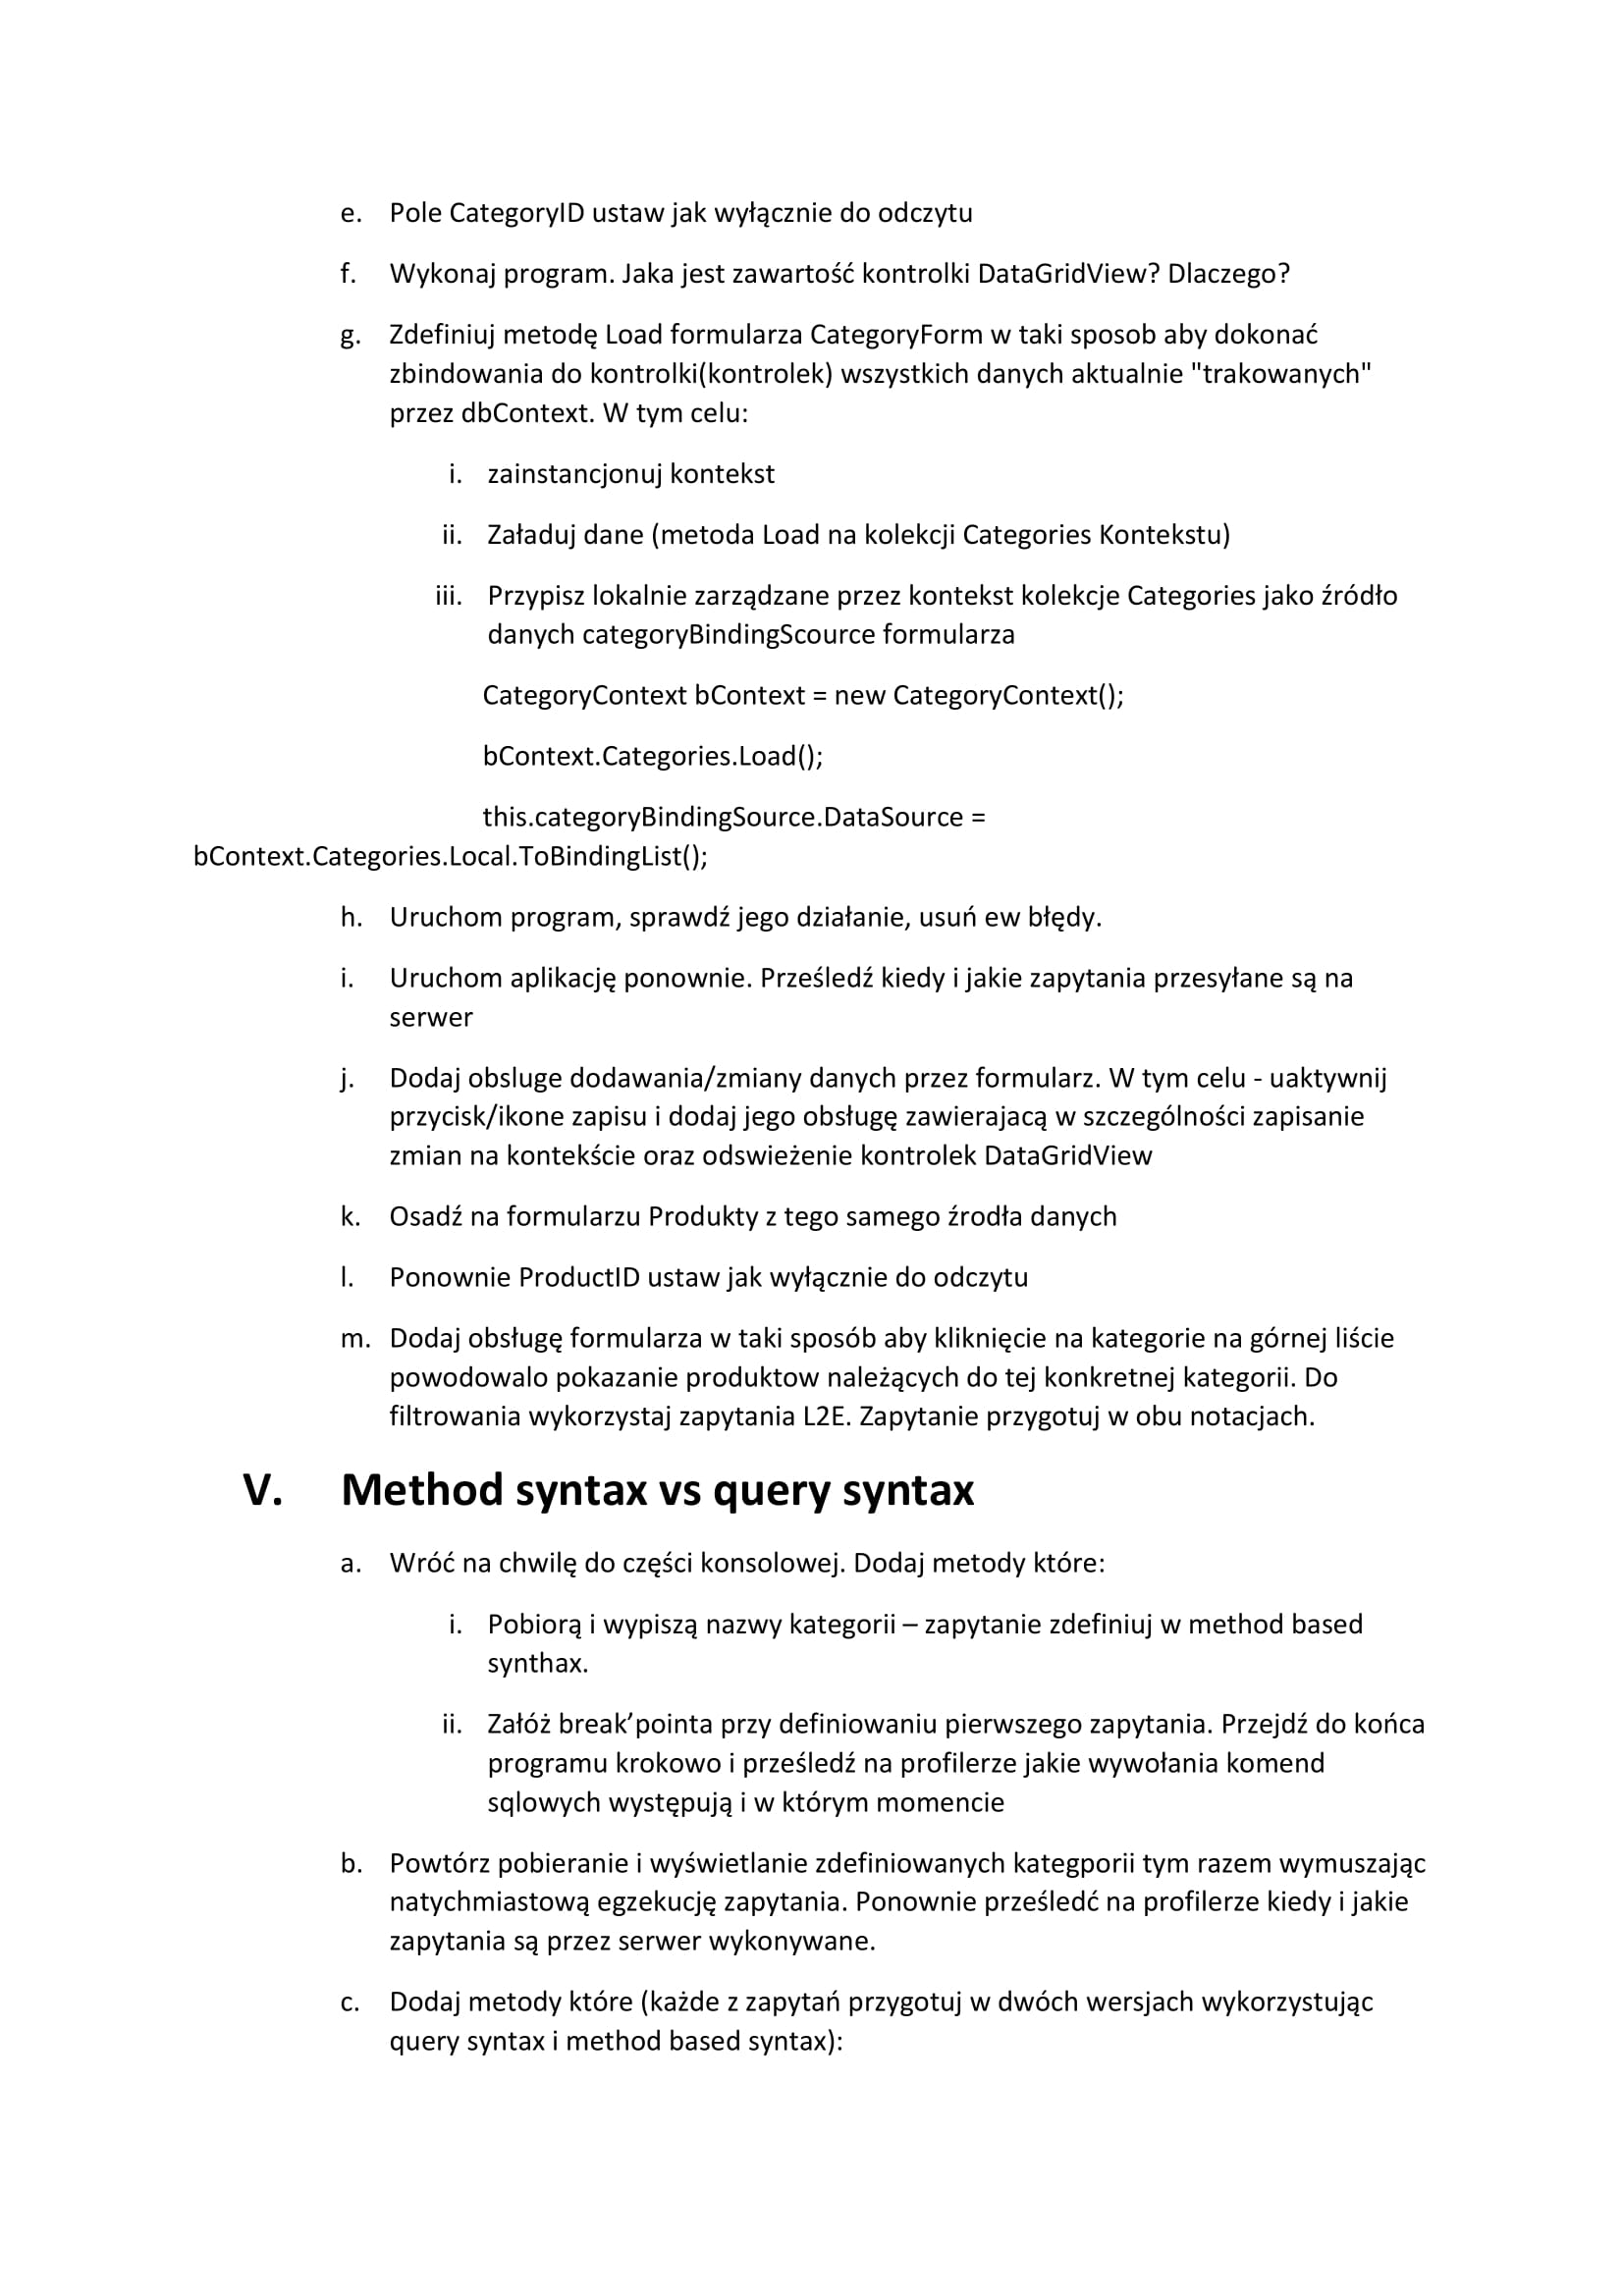 e. Pole CategoryID ustaw jak wyłącznie do odczytu
f. Wykonaj program. Jaka jest zawartość kontrolki DataGridView? Dlaczego?
g. Zdefiniuj metodę Load formularza CategoryForm w taki sposob aby dokonać
zbindowania do kontrolki(kontrolek) wszystkich danych aktualnie "trakowanych"
przez dbContext. W tym celu:
i. zainstancjonuj kontekst
ii. Załaduj dane (metoda Load na kolekcji Categories Kontekstu)
iii. Przypisz lokalnie zarządzane przez kontekst kolekcje Categories jako źródło
danych categoryBindingScource formularza
CategoryContext bContext = new CategoryContext();
bContext.Categories.Load();
this.categoryBindingSource.DataSource =
bContext.Categories.Local.ToBindingList();
h. Uruchom program, sprawdź jego działanie, usuń ew błędy.
i. Uruchom aplikację ponownie. Prześledź kiedy i jakie zapytania przesyłane są na
serwer
j. Dodaj obsluge dodawania/zmiany danych przez formularz. W tym celu - uaktywnij
przycisk/ikone zapisu i dodaj jego obsługę zawierajacą w szczególności zapisanie
zmian na kontekście oraz odswieżenie kontrolek DataGridView
k. Osadź na formularzu Produkty z tego samego źrodła danych
l. Ponownie ProductID ustaw jak wyłącznie do odczytu
m. Dodaj obsługę formularza w taki sposób aby kliknięcie na kategorie na górnej liście
powodowalo pokazanie produktow należących do tej konkretnej kategorii. Do
filtrowania wykorzystaj zapytania L2E. Zapytanie przygotuj w obu notacjach.
V. Method syntax vs query syntax
a. Wróć na chwilę do części konsolowej. Dodaj metody które:
i. Pobiorą i wypiszą nazwy kategorii – zapytanie zdefiniuj w method based
synthax.
ii. Załóż break’pointa przy definiowaniu pierwszego zapytania. Przejdź do końca
programu krokowo i prześledź na profilerze jakie wywołania komend
sqlowych występują i w którym momencie
b. Powtórz pobieranie i wyświetlanie zdefiniowanych kategporii tym razem wymuszając
natychmiastową egzekucję zapytania. Ponownie prześledć na profilerze kiedy i jakie
zapytania są przez serwer wykonywane.
c. Dodaj metody które (każde z zapytań przygotuj w dwóch wersjach wykorzystując
query syntax i method based syntax):